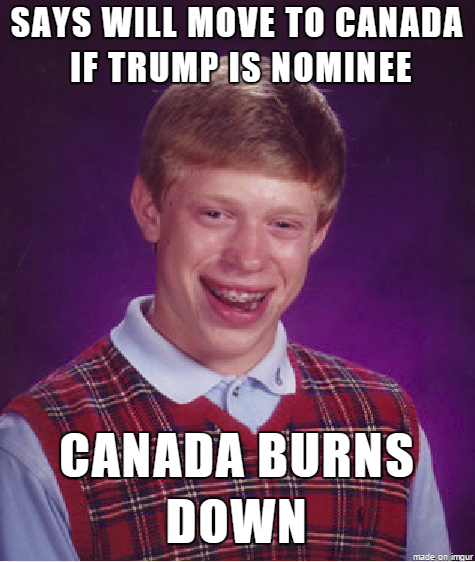 SAYS WILL MOVE TO CANADA
IF TRUMP IS NOMINEE
CANADA BURNS
DOWN
made on imgur